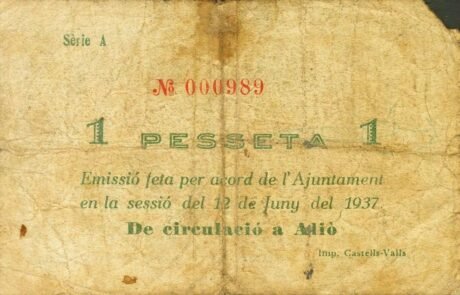 Sèrie A
№ 000989
1 PESSETA 1
Emissió feta per acord de l'Ajuntament
en la sessió del 12 de Juny del 1937
De circulació a Alió
Imp. Castells-Valls